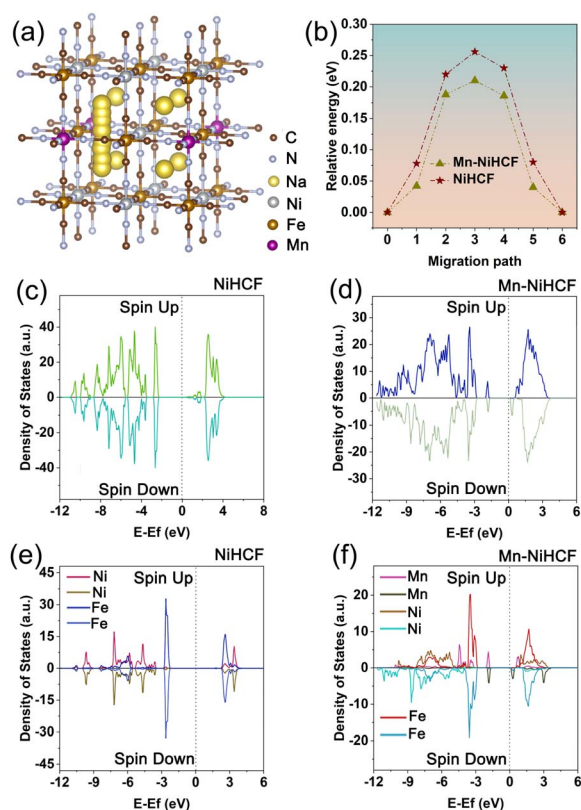 (a)
C
N
Na
Ni
Fe
Mn
(b)
Relative energy (eV)
0.30
0.25
0.20
0.15
0.10
0.05
0.00
Mn-NiHCF
NiHCF
0 1 2 3 4 5 6
Migration path
(c)
NiHCF
Spin Up
Density of States (a.u.)
40
20
0
-20
-40
Spin Down
-12 -8 -4 0 4 8
E-Ef (eV)
(d)
Mn-NiHCF
Spin Up
Density of States (a.u.)
30
20
10
0
-10
-20
-30
Spin Down
-12 -9 -6 -3 0 3 6
E-Ef (eV)
(e)
NiHCF
Ni
Ni
Fe
Fe
Spin Up
Density of States (a.u.)
45
30
15
0
-15
-30
-45
Spin Down
-12 -9 -6 -3 0 3 6
E-Ef (eV)
(f)
Mn-NiHCF
Spin Up
Mn
Mn
Ni
Ni
Density of States (a.u.)
20
10
0
-10
-20
Fe
Fe
Spin Down
-12 -9 -6 -3 0 3 6
E-Ef (eV)